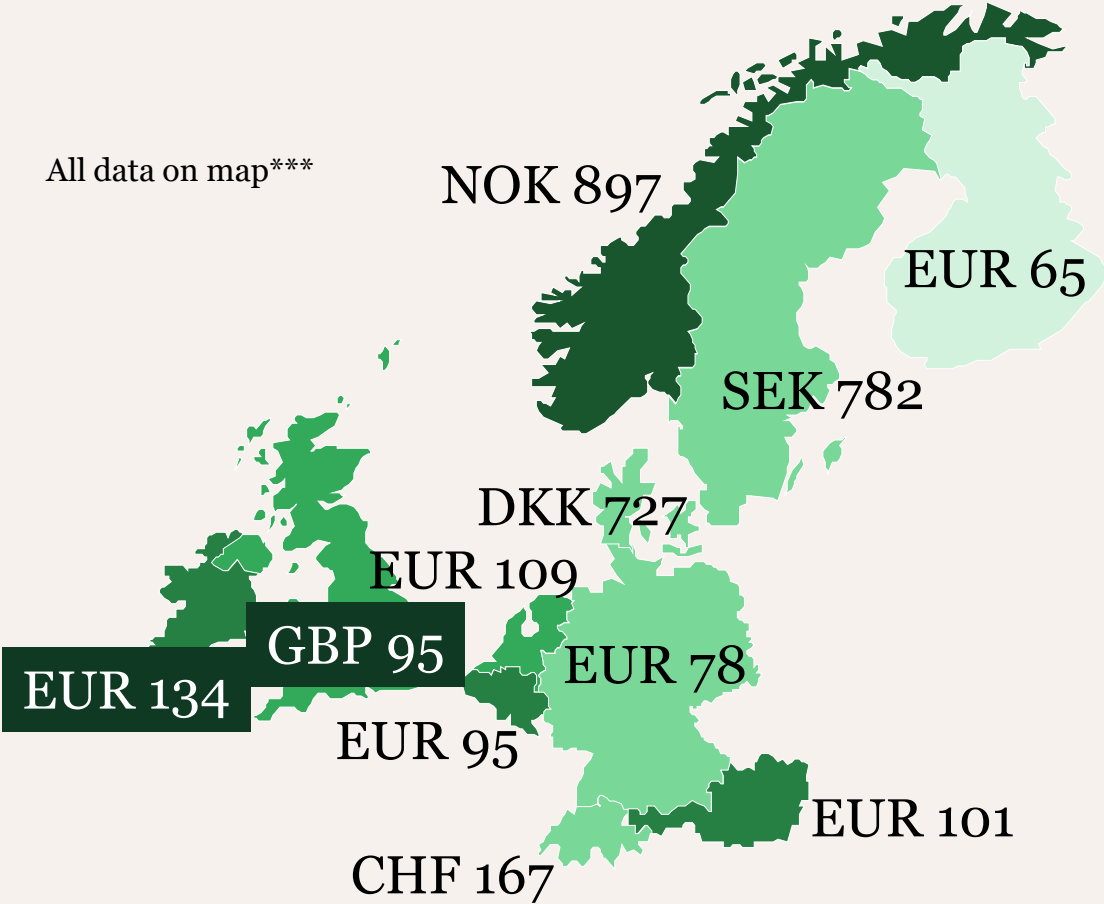 All data on map***
NOK 897
EUR 65
SEK 782
DKK 727
EUR 109
GBP 95
EUR 78
EUR 134
EUR 95
EUR 101
CHF 167